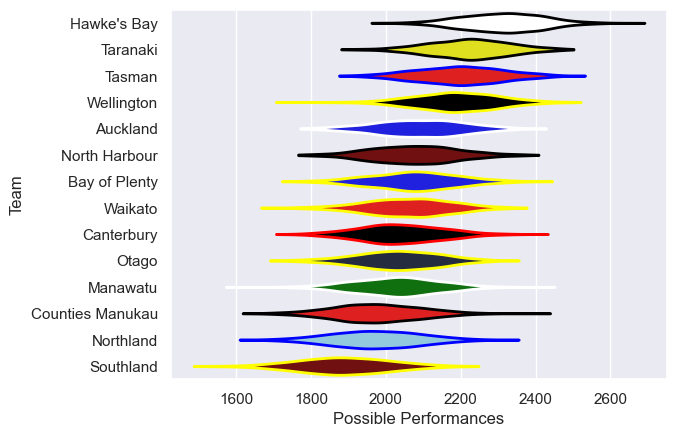 Hawke's Bay
Taranaki
Tasman
Wellington
Auckland
North Harbour
Bay of Plenty
Waikato
Canterbury
Otago
Manawatu
Counties Manukau
Northland
Southland
Team
1600 1800 2000 2200 2400 2600
Possible Performances